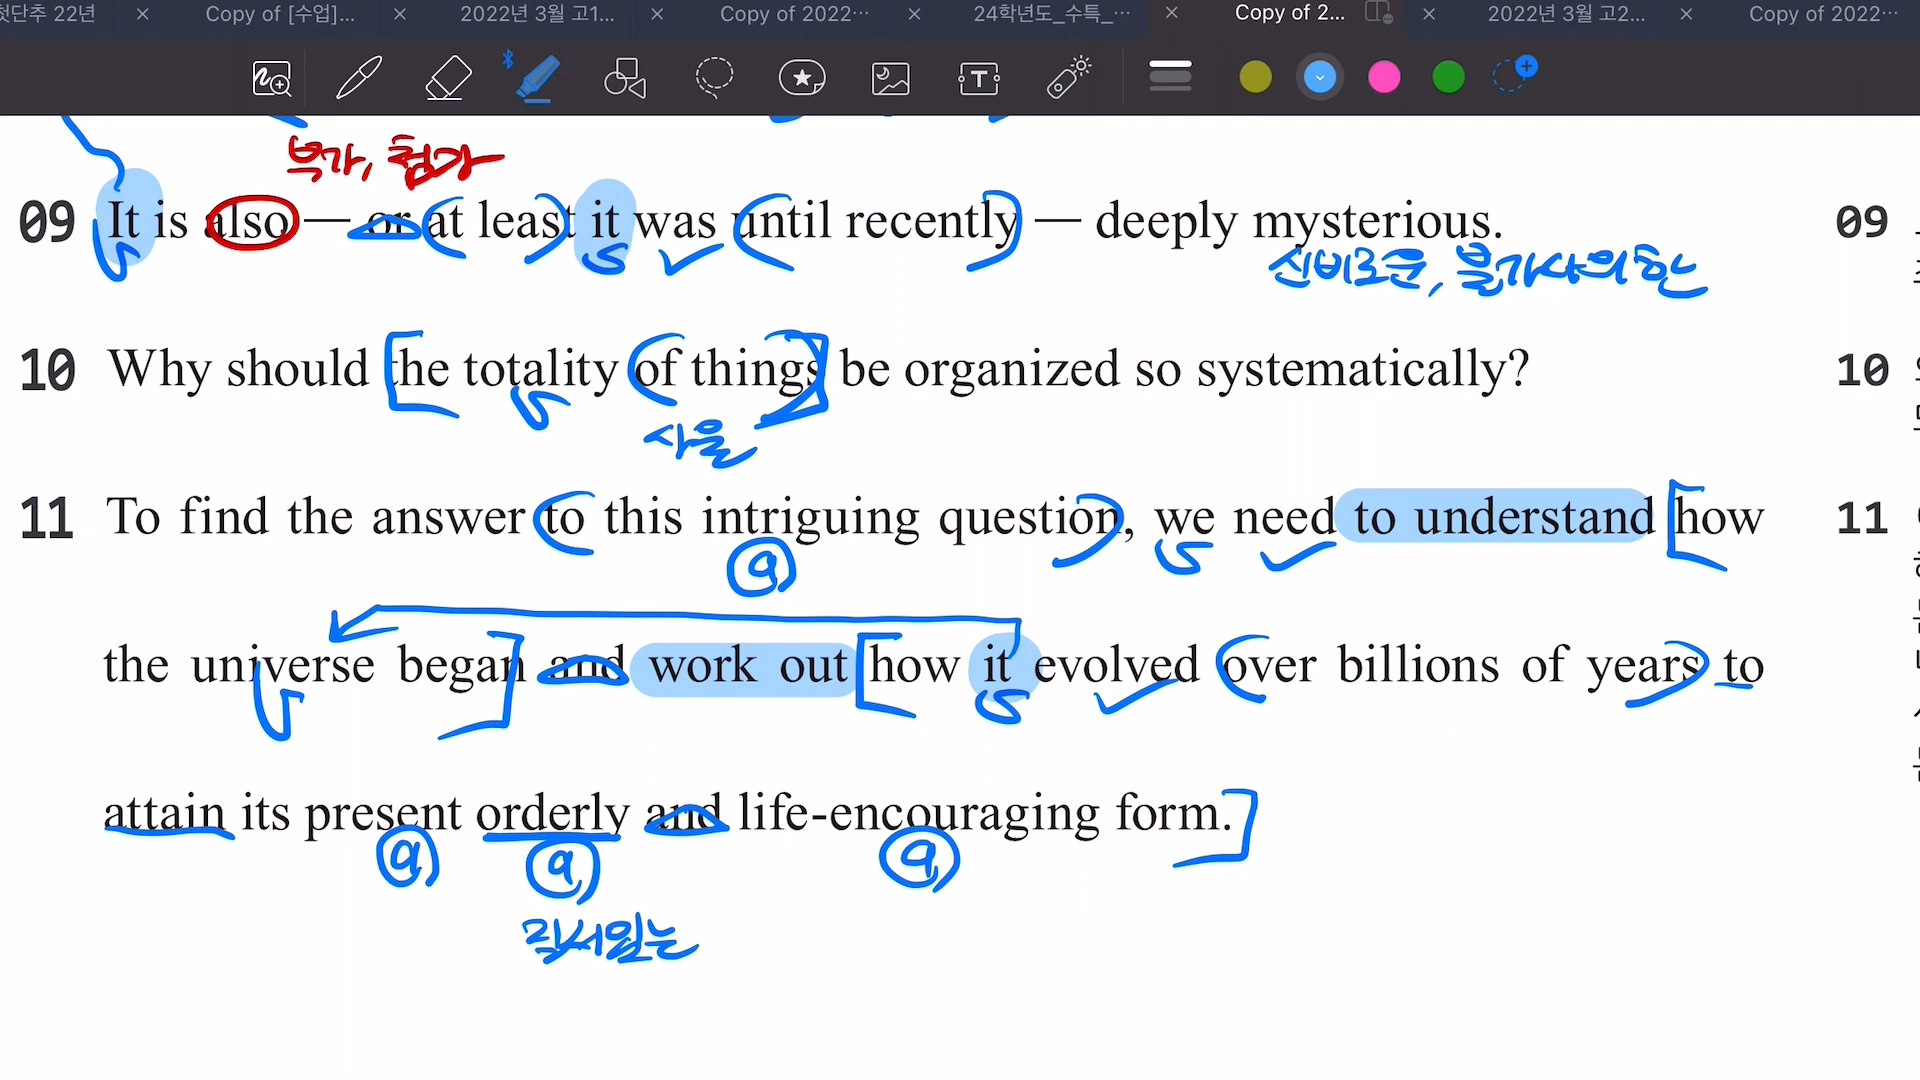 첫단추 22년 × Copy of [수업]... × 2022년 3월 고1... × Copy of 2022··· × 24학년도_수특_··· × Copy of 2... × 2022년 3월 고2... × Copy of 2022···
부가, 첨가
09 It is also — or at least it was until recently — deeply mysterious. 09
S S 신비로운, 불가사의한
10 Why should the totality of things be organized so systematically? 10
S 사물
11 To find the answer to this intriguing question, we need to understand how 11
a S
the universe began and work out how it evolved over billions of years to
S S
attain its present orderly and life-encouraging form.
a a a
질서있는